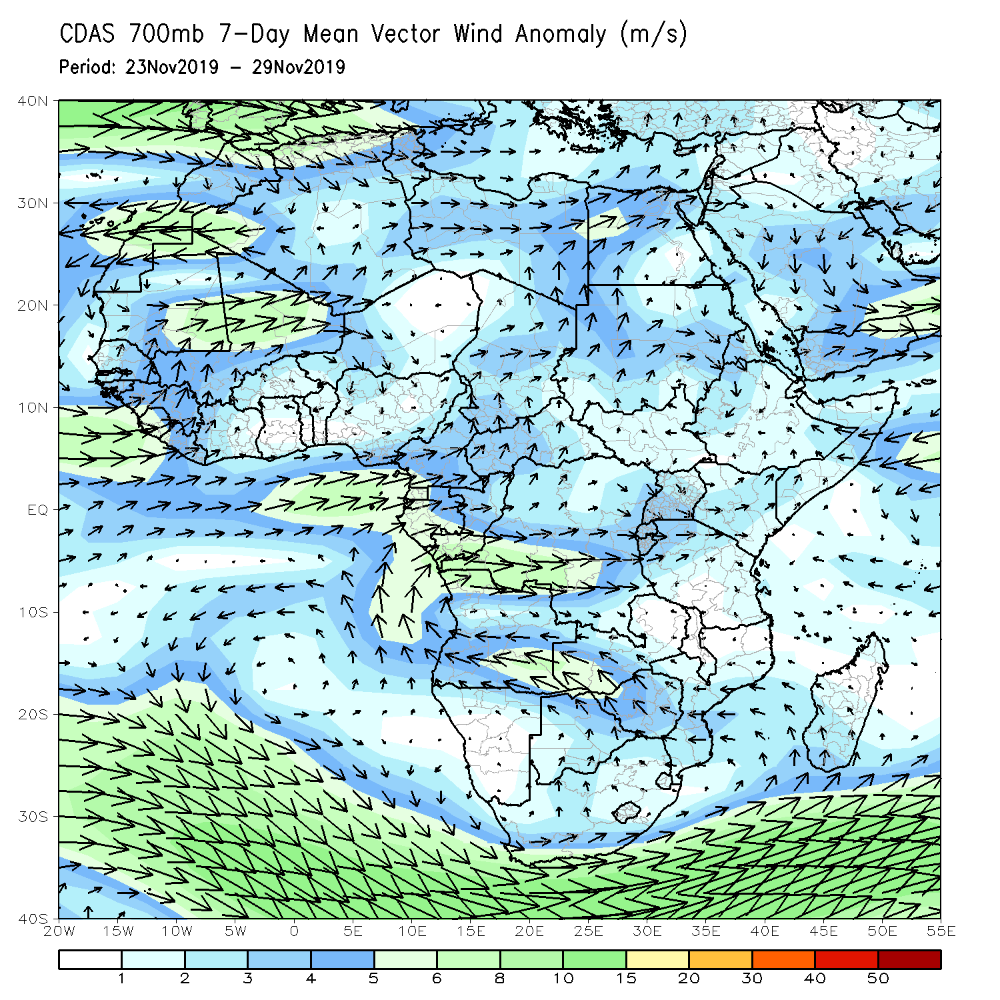 CDAS 700mb 7-Day Mean Vector Wind Anomaly (m/s)
Period: 23Nov2019 - 29Nov2019
40N
30N
20N
10N
EQ
10S
20S
30S
40S
20W 15W 10W 5W 0 5E 10E 15E 20E 25E 30E 35E 40E 45E 50E 55E
1 2 3 4 5 6 8 10 15 20 30 40 50